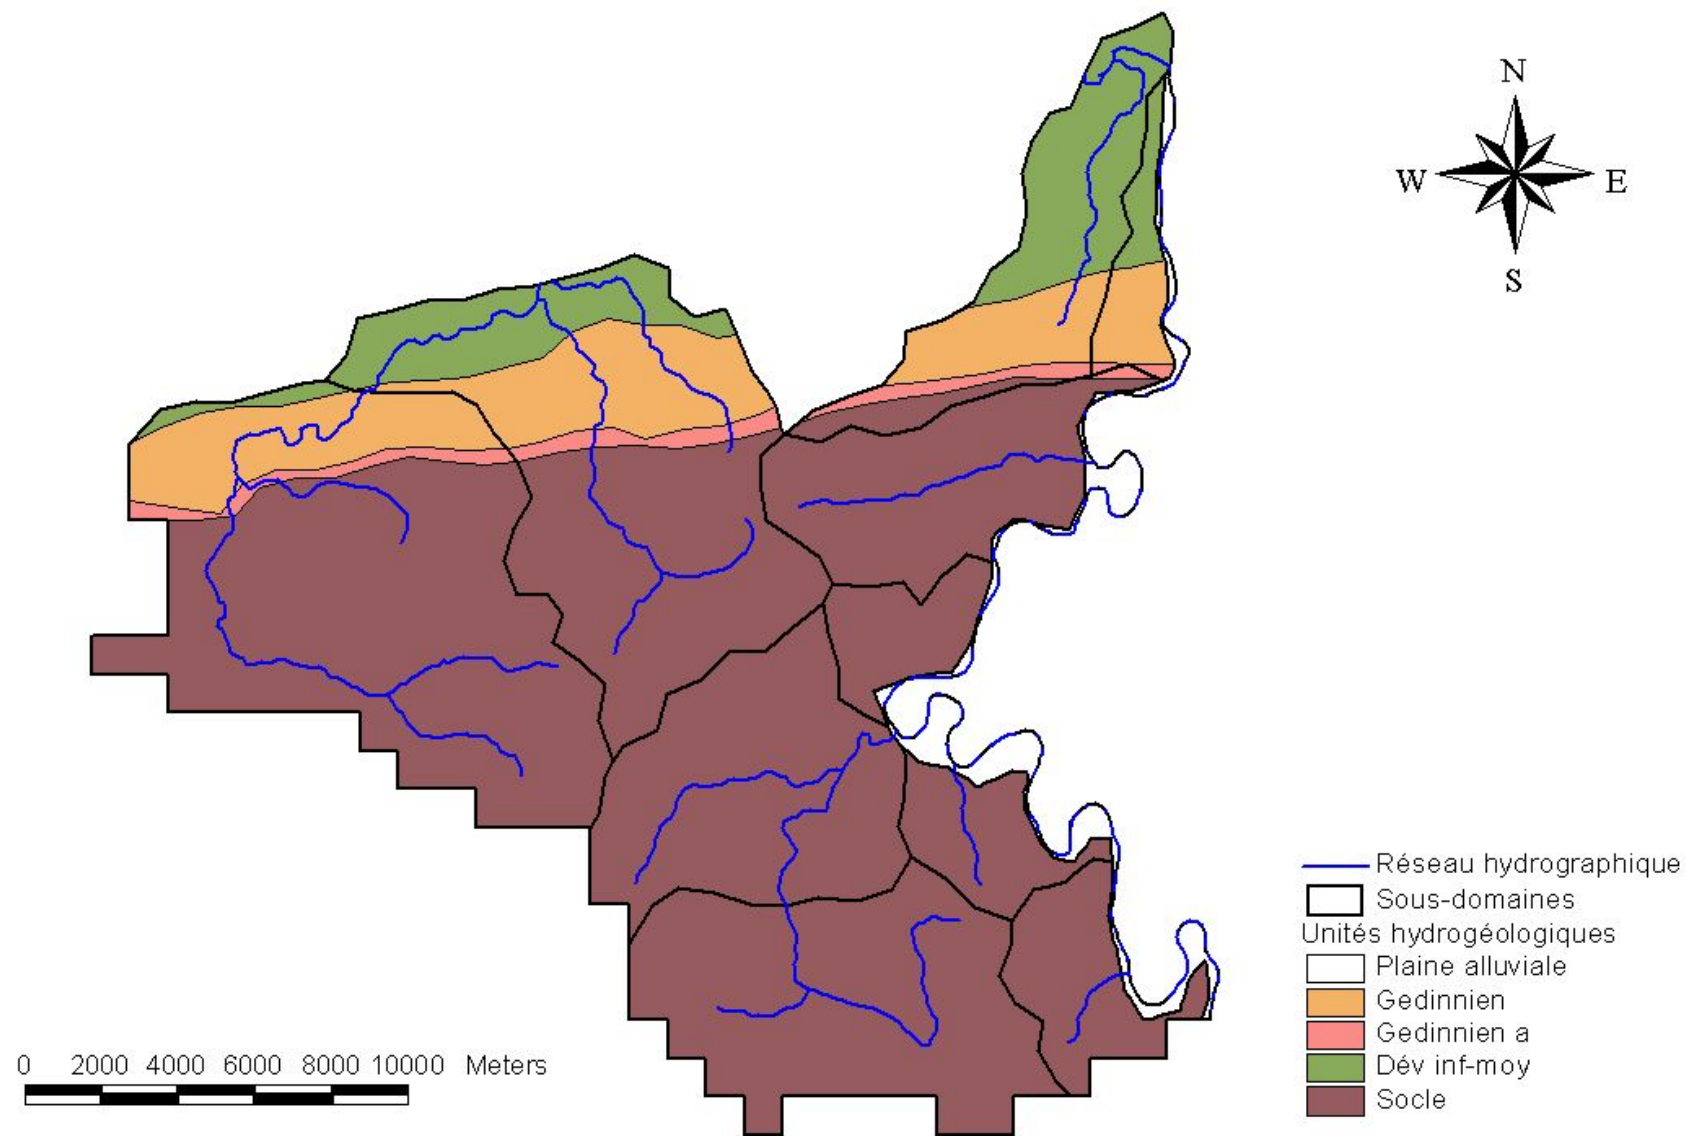 N
W E
S
Réseau hydrographique
Sous-domaines
Unités hydrogéologiques
Plaine alluviale
Gedinnien
Gedinnien a
Dév inf-moy
Socle
0 2000 4000 6000 8000 10000 Meters